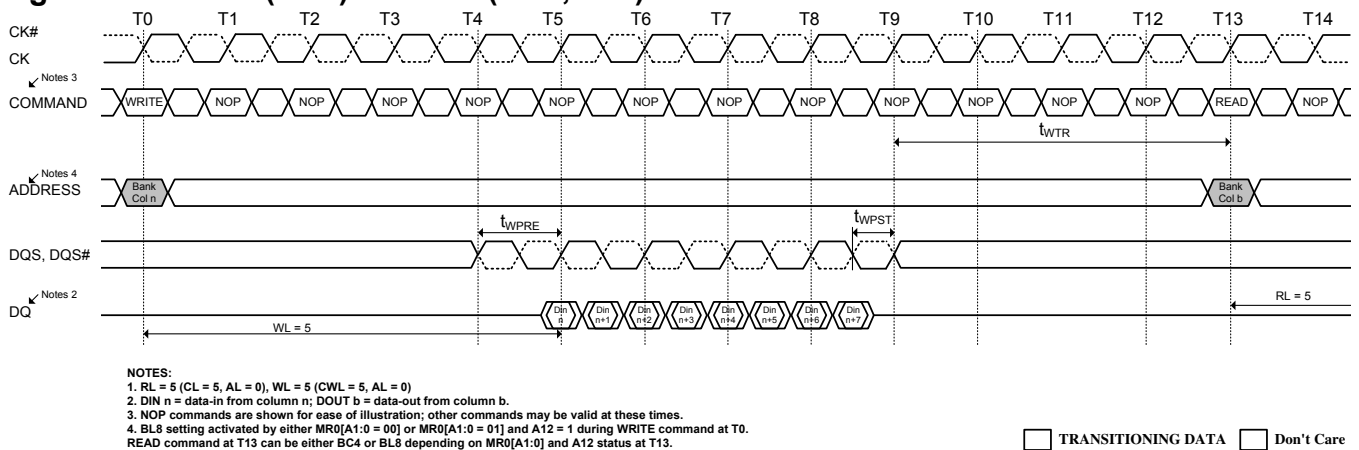 T0 T1 T2 T3 T4 T5 T6 T7 T8 T9 T10 T11 T12 T13 T14
CK#
CK
Notes 3
COMMAND WRITE NOP NOP NOP NOP NOP NOP NOP NOP NOP NOP NOP NOP READ NOP
tWTR
Notes 4
ADDRESS
Bank
Col n
Bank
Col b
tWPRE
tWPST
DQS, DQS#
Notes 2
DQ
Din
n
Din
n+1
Din
n+2
Din
n+3
Din
n+4
Din
n+5
Din
n+6
Din
n+7
RL = 5
WL = 5
NOTES:
1. RL = 5 (CL = 5, AL = 0), WL = 5 (CWL = 5, AL = 0)
2. DIN n = data-in from column n; DOUT b = data-out from column b.
3. NOP commands are shown for ease of illustration; other commands may be valid at these times.
4. BL8 setting activated by either MR0[A1:0 = 00] or MR0[A1:0 = 01] and A12 = 1 during WRITE command at T0.
READ command at T13 can be either BC4 or BL8 depending on MR0[A1:0] and A12 status at T13.
TRANSITIONING DATA Don't Care